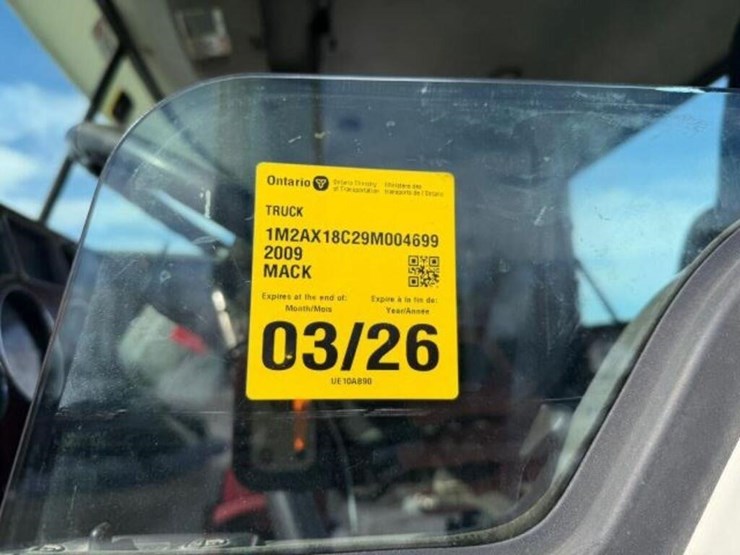 Ontario
Ontario Ministry of Transportation
Ministère des transports de l'Ontario
TRUCK
1M2AX18C29M004699
2009
MACK
Expires at the end of:
Month/Mois
Expire à la fin de:
Year/Année
03/26
UE10AB90